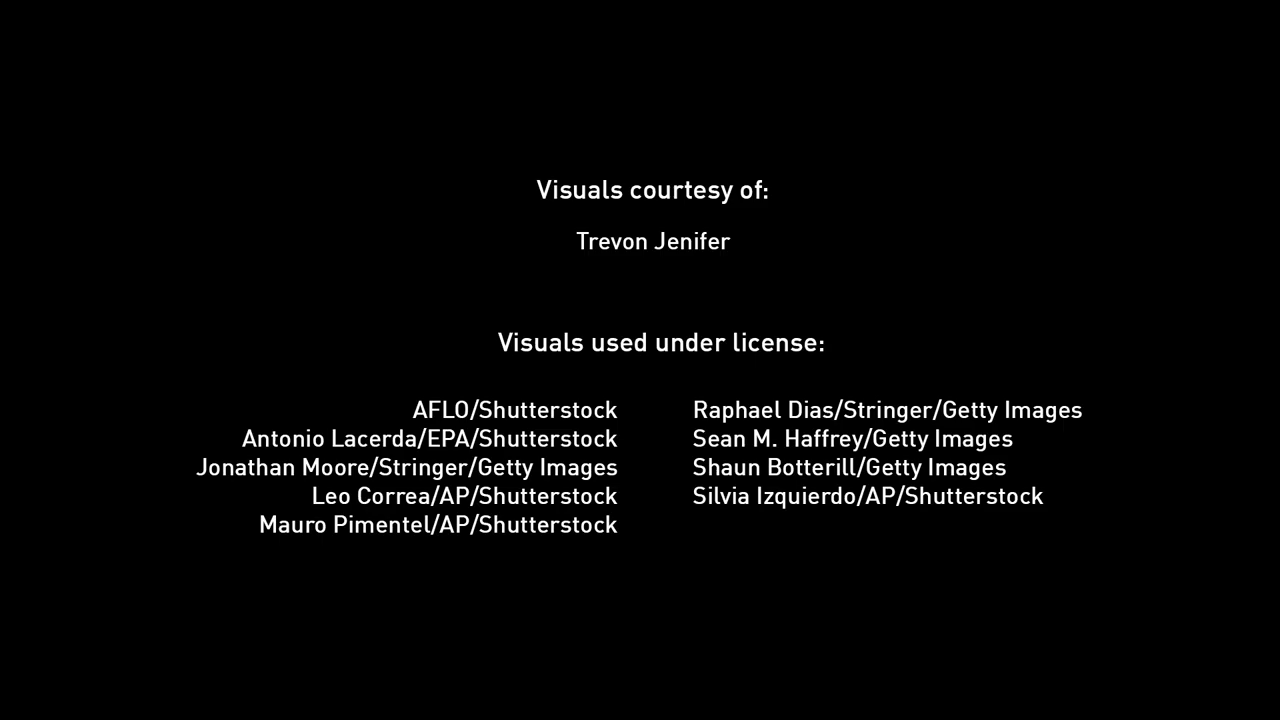 Visuals courtesy of:
Trevon Jenifer
Visuals used under license:
AFLO/Shutterstock
Antonio Lacerda/EPA/Shutterstock
Jonathan Moore/Stringer/Getty Images
Leo Correa/AP/Shutterstock
Mauro Pimentel/AP/Shutterstock
Raphael Dias/Stringer/Getty Images
Sean M. Haffrey/Getty Images
Shaun Botterill/Getty Images
Silvia Izquierdo/AP/Shutterstock